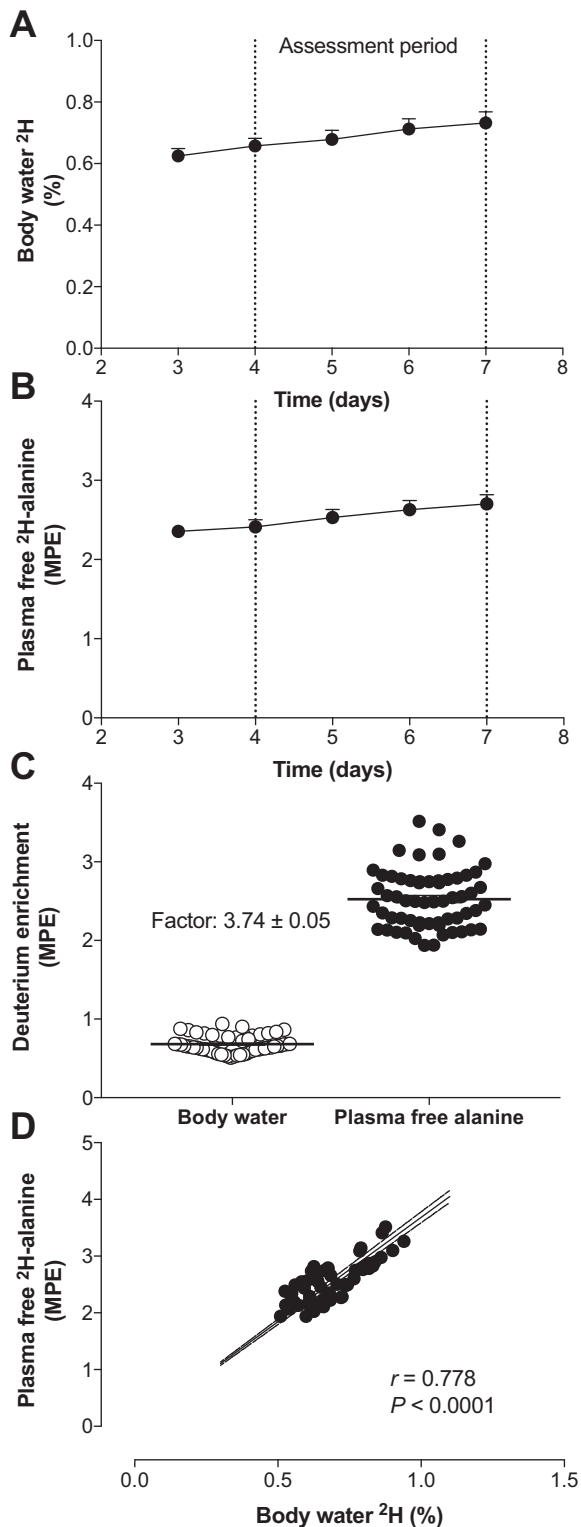 A
Assessment period
1.0
0.8
0.6
0.4
0.2
0.0
Body water ²H
(%)
2 3 4 5 6 7 8
Time (days)
B
4
3
2
1
0
Plasma free ²H-alanine
(MPE)
2 3 4 5 6 7 8
Time (days)
C
4
3
2
1
0
Deuterium enrichment
(MPE)
Factor: 3.74 ± 0.05
Body water Plasma free alanine
D
5
4
3
2
1
0
Plasma free ²H-alanine
(MPE)
r = 0.778
P < 0.0001
0.0 0.5 1.0 1.5
Body water ²H (%)